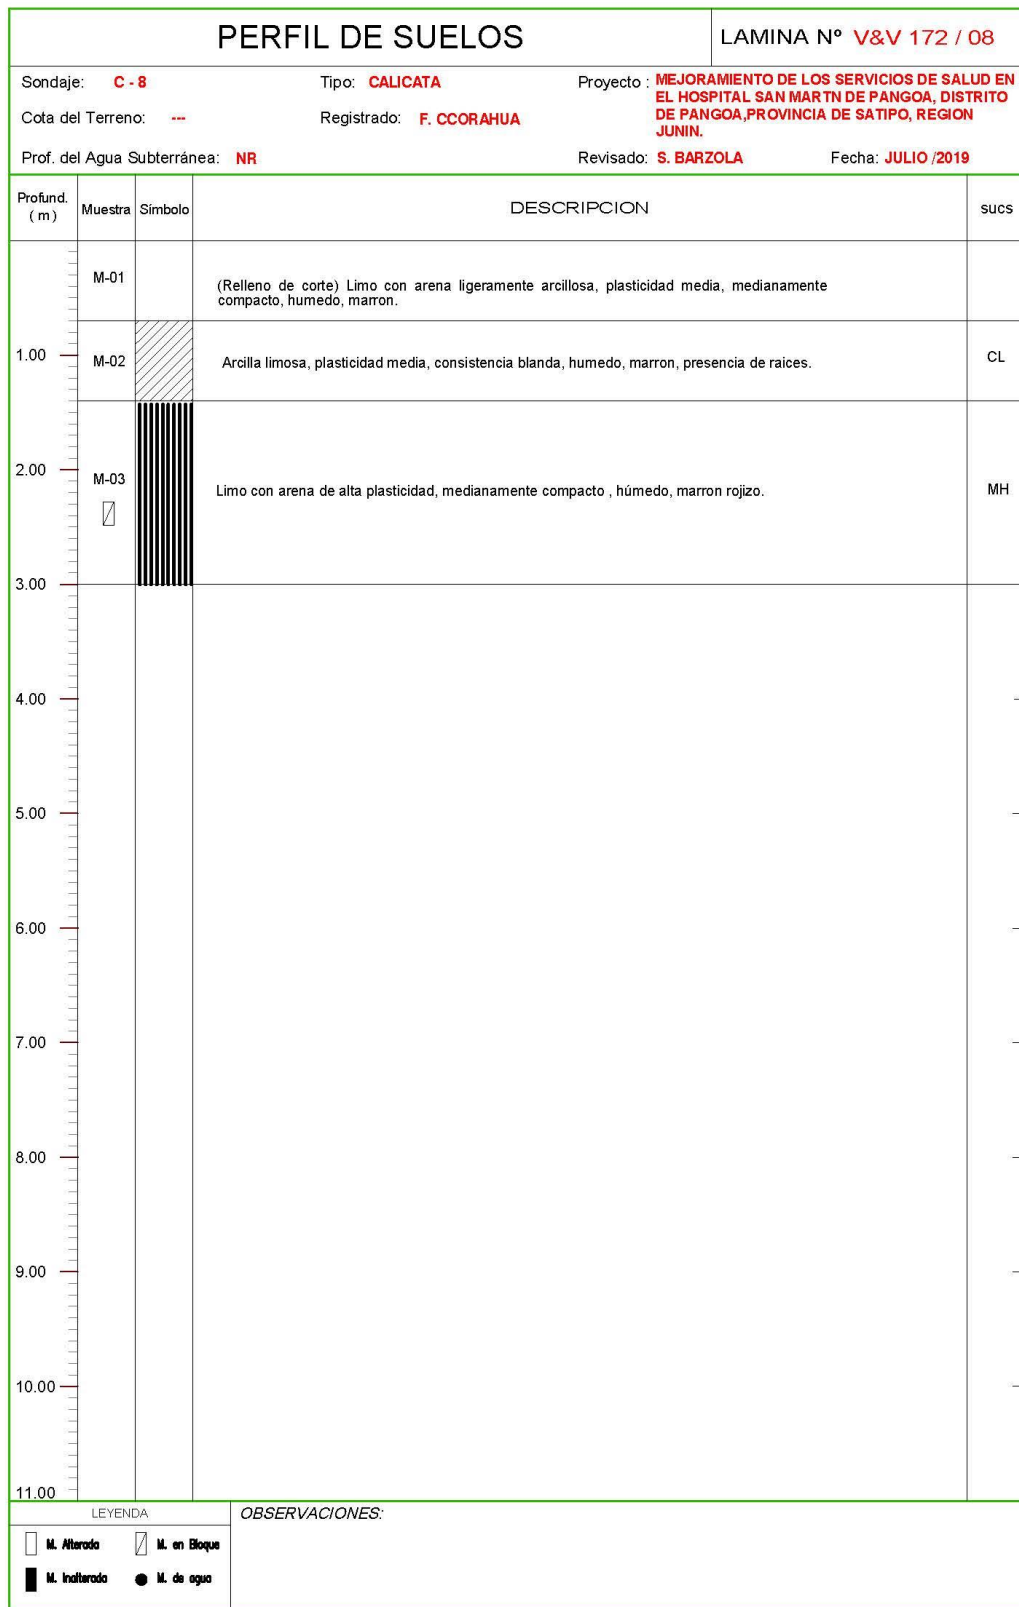 PERFIL DE SUELOS
LAMINA Nº V&V 172 / 08
Sondaje: C - 8
Tipo: CALICATA
Proyecto : MEJORAMIENTO DE LOS SERVICIOS DE SALUD EN
EL HOSPITAL SAN MARTN DE PANGOA, DISTRITO
DE PANGOA,PROVINCIA DE SATIPO, REGION
JUNIN.
Cota del Terreno: ---
Registrado: F. CCORAHUA
Prof. del Agua Subterránea: NR
Revisado: S. BARZOLA
Fecha: JULIO /2019
Profund.
( m )
Muestra
Símbolo
DESCRIPCION
sucs
M-01
(Relleno de corte) Limo con arena ligeramente arcillosa, plasticidad media, medianamente
compacto, humedo, marron.
1.00
M-02
Arcilla limosa, plasticidad media, consistencia blanda, humedo, marron, presencia de raices.
CL
2.00
M-03
Limo con arena de alta plasticidad, medianamente compacto , húmedo, marron rojizo.
MH
3.00
4.00
5.00
6.00
7.00
8.00
9.00
10.00
11.00
LEYENDA
OBSERVACIONES:
M. Alterada
M. en Bloque
M. Inalterada
M. de agua